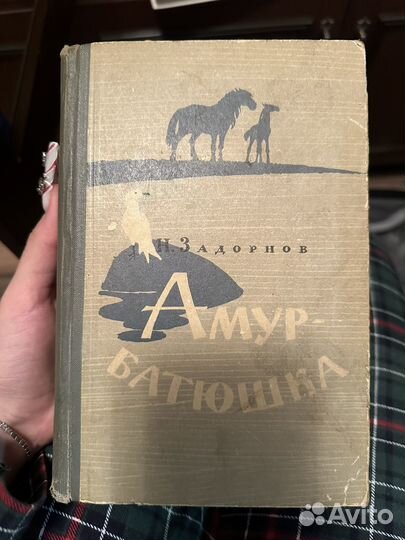 Н. Задорнов
Амур-
батюшка
Avito